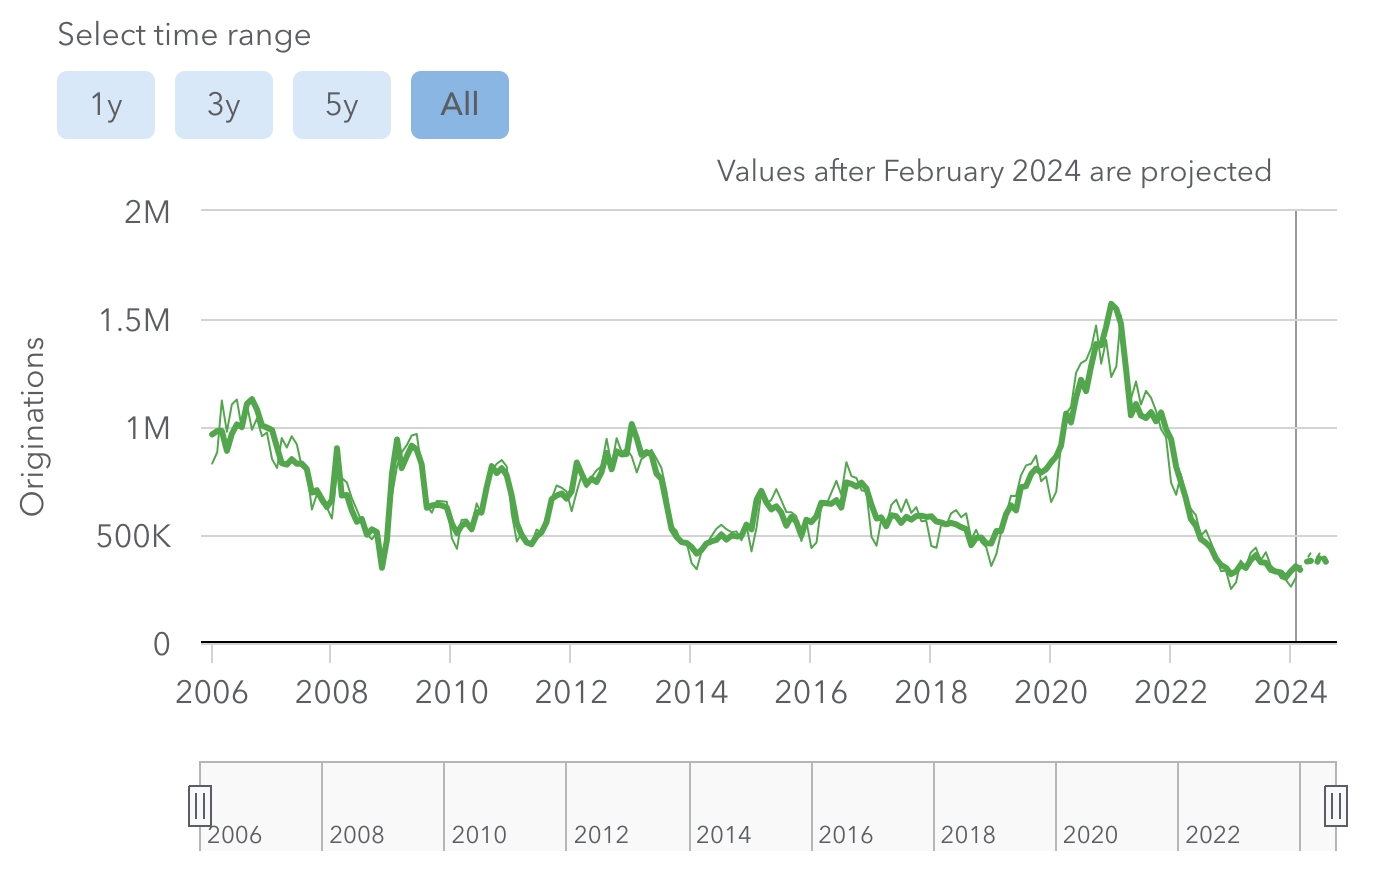 Select time range
1y 3y 5y All
Values after February 2024 are projected
Originations
2M
1.5M
1M
500K
0
2006 2008 2010 2012 2014 2016 2018 2020 2022 2024
2006 2008 2010 2012 2014 2016 2018 2020 2022